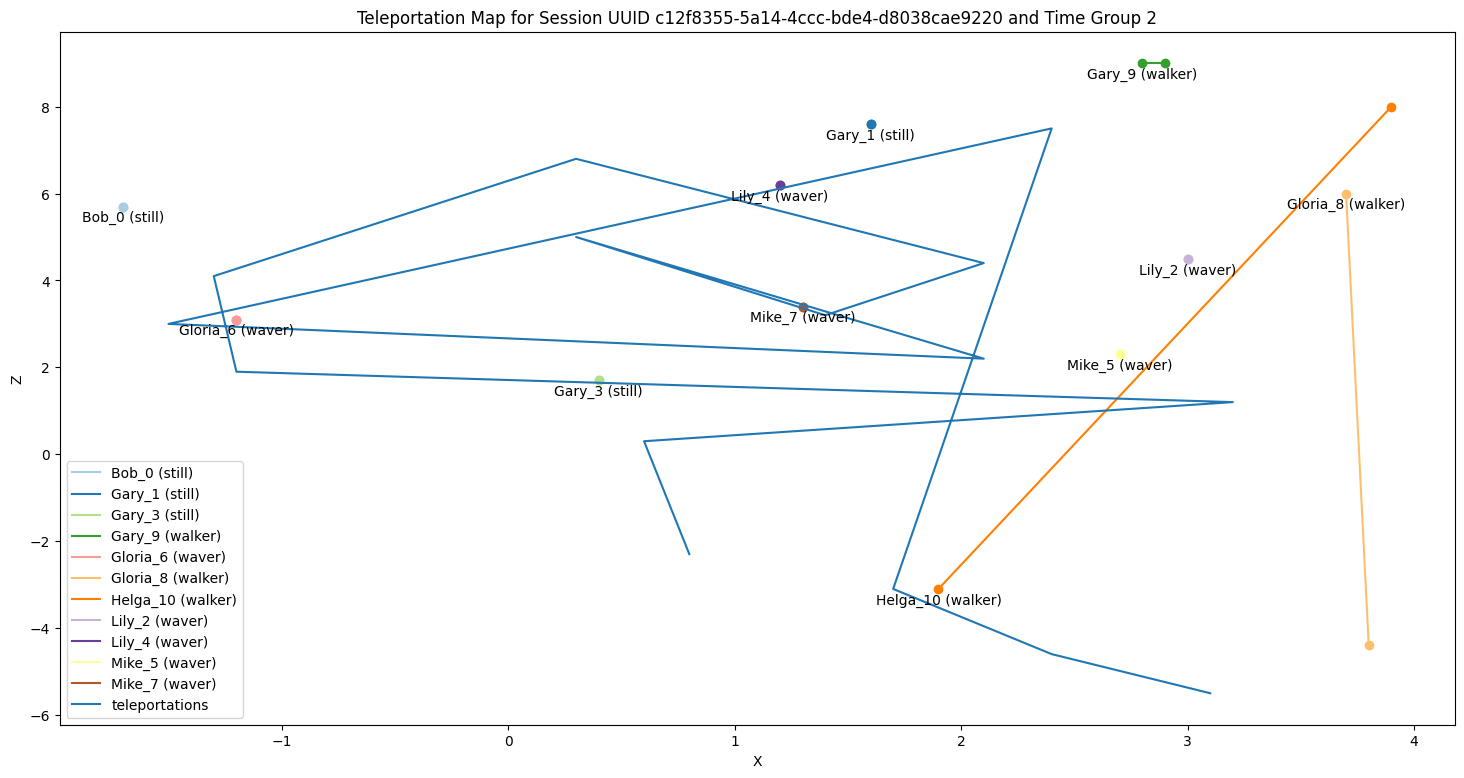 Teleportation Map for Session UUID c12f8355-5a14-4ccc-bde4-d8038cae9220 and Time Group 2
Gary_9 (walker)
Gary_1 (still)
Lily_4 (waver)
Gloria_8 (walker)
Bob_0 (still)
Lily_2 (waver)
Mike_7 (waver)
Gloria_6 (waver)
Mike_5 (waver)
Gary_3 (still)
Helga_10 (walker)
8
6
4
2
0
−2
−4
−6
Z
Bob_0 (still)
Gary_1 (still)
Gary_3 (still)
Gary_9 (walker)
Gloria_6 (waver)
Gloria_8 (walker)
Helga_10 (walker)
Lily_2 (waver)
Lily_4 (waver)
Mike_5 (waver)
Mike_7 (waver)
teleportations
−1
0
1
2
3
4
X